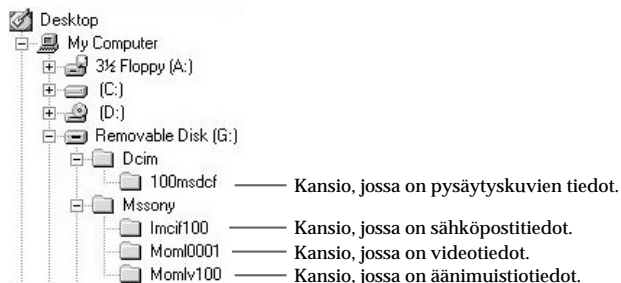 Desktop
My Computer
3½ Floppy (A:)
(C:)
(D:)
Removable Disk (G:)
Dcim
100msdcf Kansio, jossa on pysäytyskuvien tiedot.
Mssony
Imcif100 Kansio, jossa on sähköpostitiedot.
Moml0001 Kansio, jossa on videotiedot.
Momlv100 Kansio, jossa on äänimuistiotiedot.